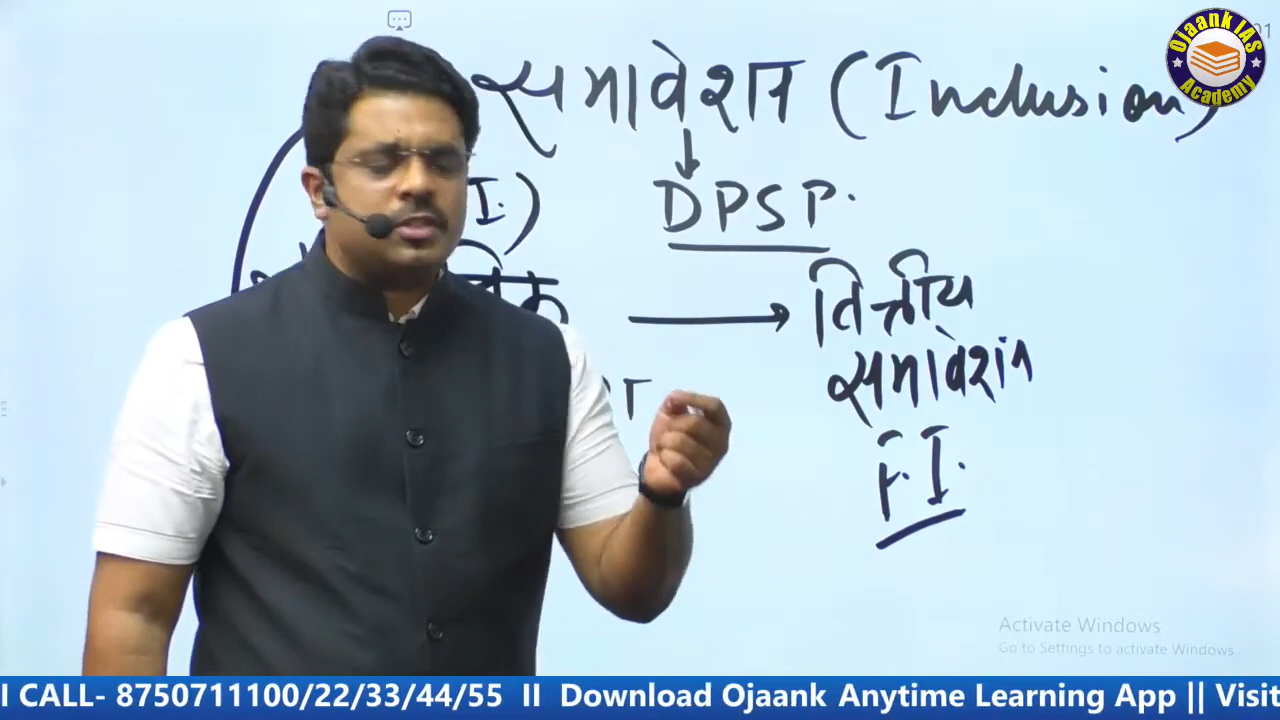 समावेशन (Inclusion)
DPSP.
I.)
वित्तीय
समावेशन
F.I.
Ojaank IAS
Academy
Activate Windows
Go to Settings to activate Windows.
I CALL- 8750711100/22/33/44/55 II Download Ojaank Anytime Learning App || Visit